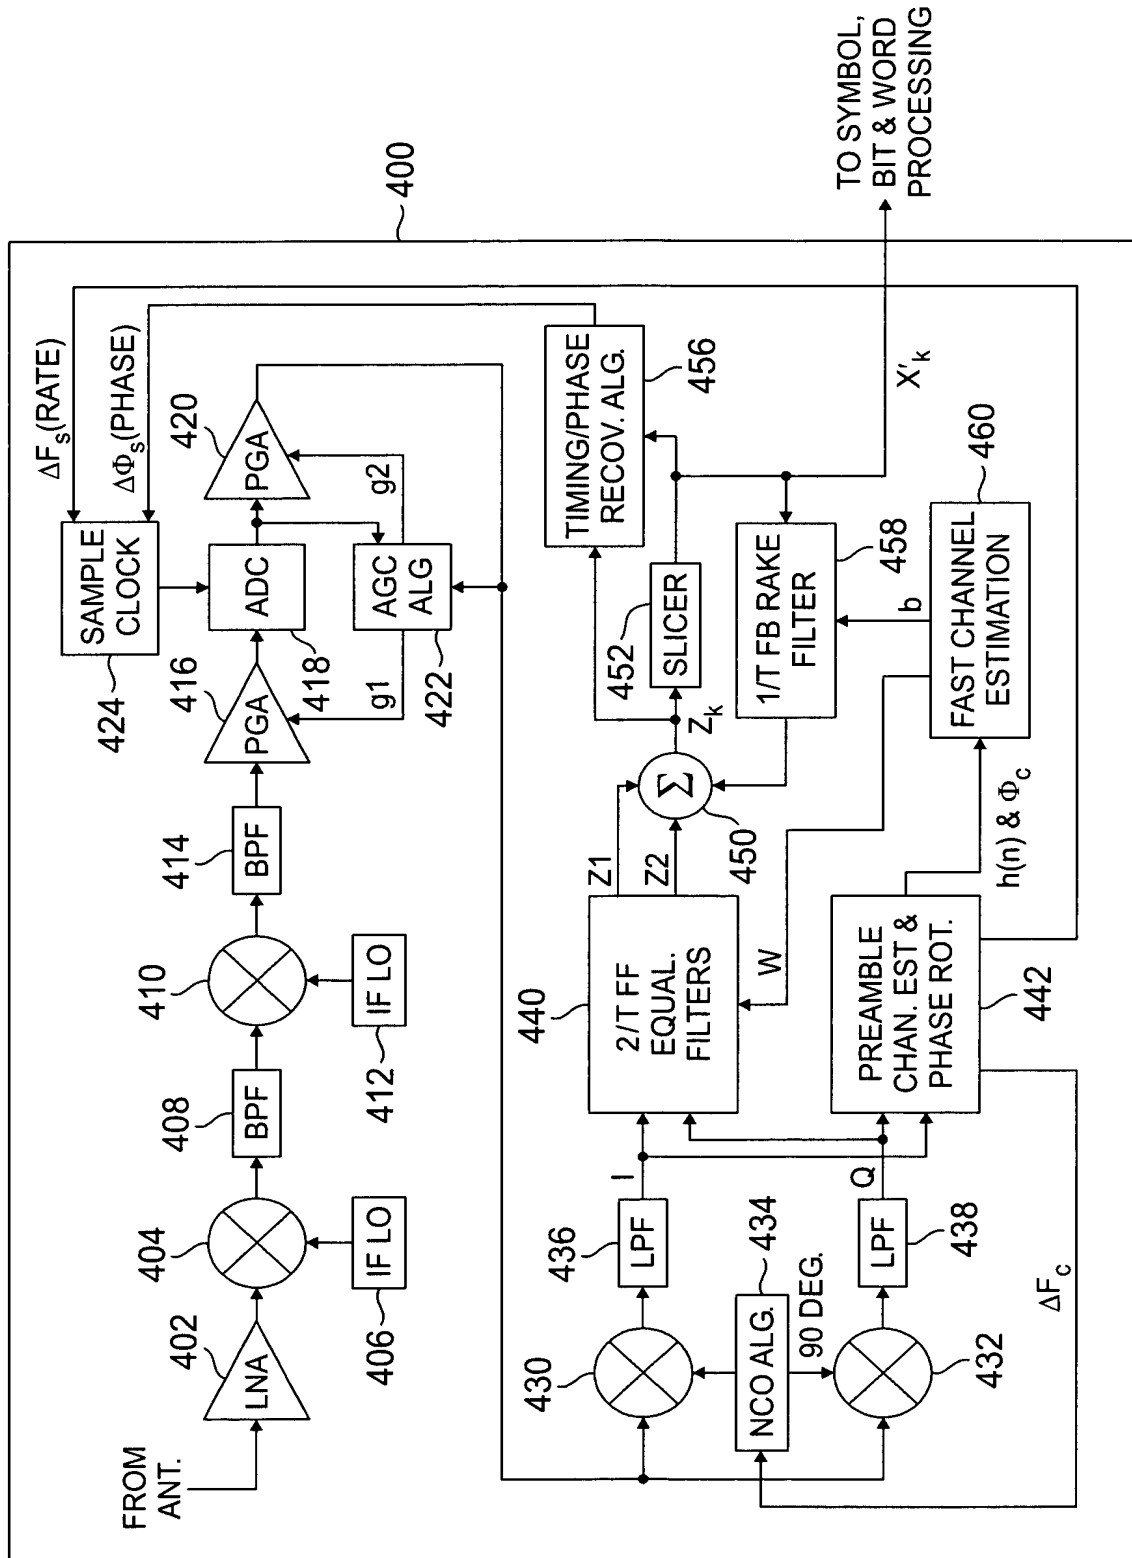 400
FROM
ANT.
LNA
402
404
IF LO
406
BPF
408
410
IF LO
412
BPF
414
PGA
416
ADC
418
PGA
420
AGC
ALG
422
g1
g2
SAMPLE
CLOCK
424
ΔFs(RATE)
ΔΦs(PHASE)
430
432
NCO ALG.
434
90 DEG.
LPF
436
LPF
438
I
Q
ΔFc
2/T FF
EQUAL.
FILTERS
440
PREAMBLE
CHAN. EST &
PHASE ROT.
442
W
Z1
Z2
Σ
450
Zk
SLICER
452
TIMING/PHASE
RECOV. ALG.
456
1/T FB RAKE
FILTER
458
b
FAST CHANNEL
ESTIMATION
460
h(n) & Φc
X'k
TO SYMBOL,
BIT & WORD
PROCESSING